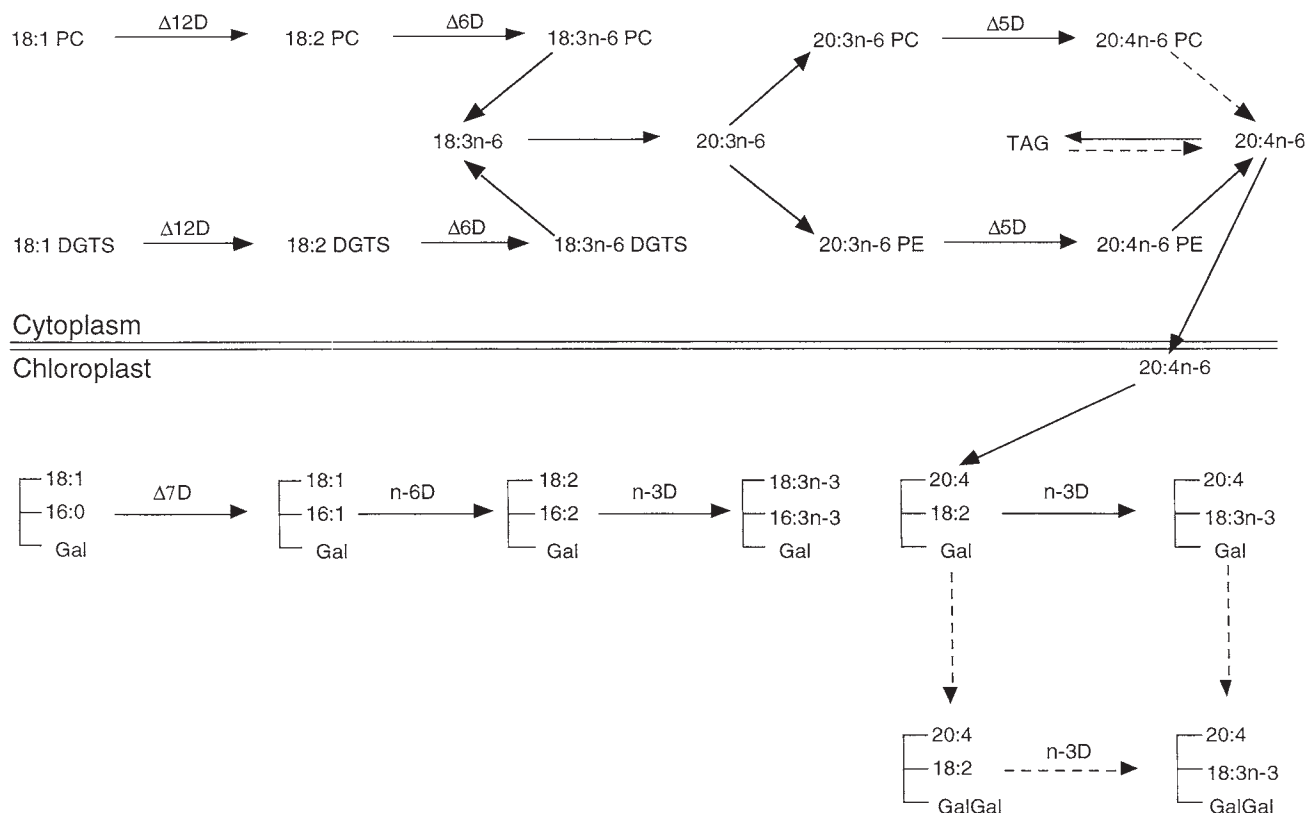 Δ12D Δ6D Δ5D
18:1 PC 18:2 PC 18:3n-6 PC 20:3n-6 PC 20:4n-6 PC
18:3n-6 20:3n-6 TAG 20:4n-6
Δ12D Δ6D Δ5D
18:1 DGTS 18:2 DGTS 18:3n-6 DGTS 20:3n-6 PE 20:4n-6 PE
Cytoplasm
Chloroplast
20:4n-6
18:1 18:1 18:2 18:3n-3 20:4 20:4
Δ7D n-6D n-3D n-3D
16:0 16:1 16:2 16:3n-3 18:2 18:3n-3
Gal Gal Gal Gal Gal Gal
20:4 20:4
n-3D
18:2 18:3n-3
GalGal GalGal